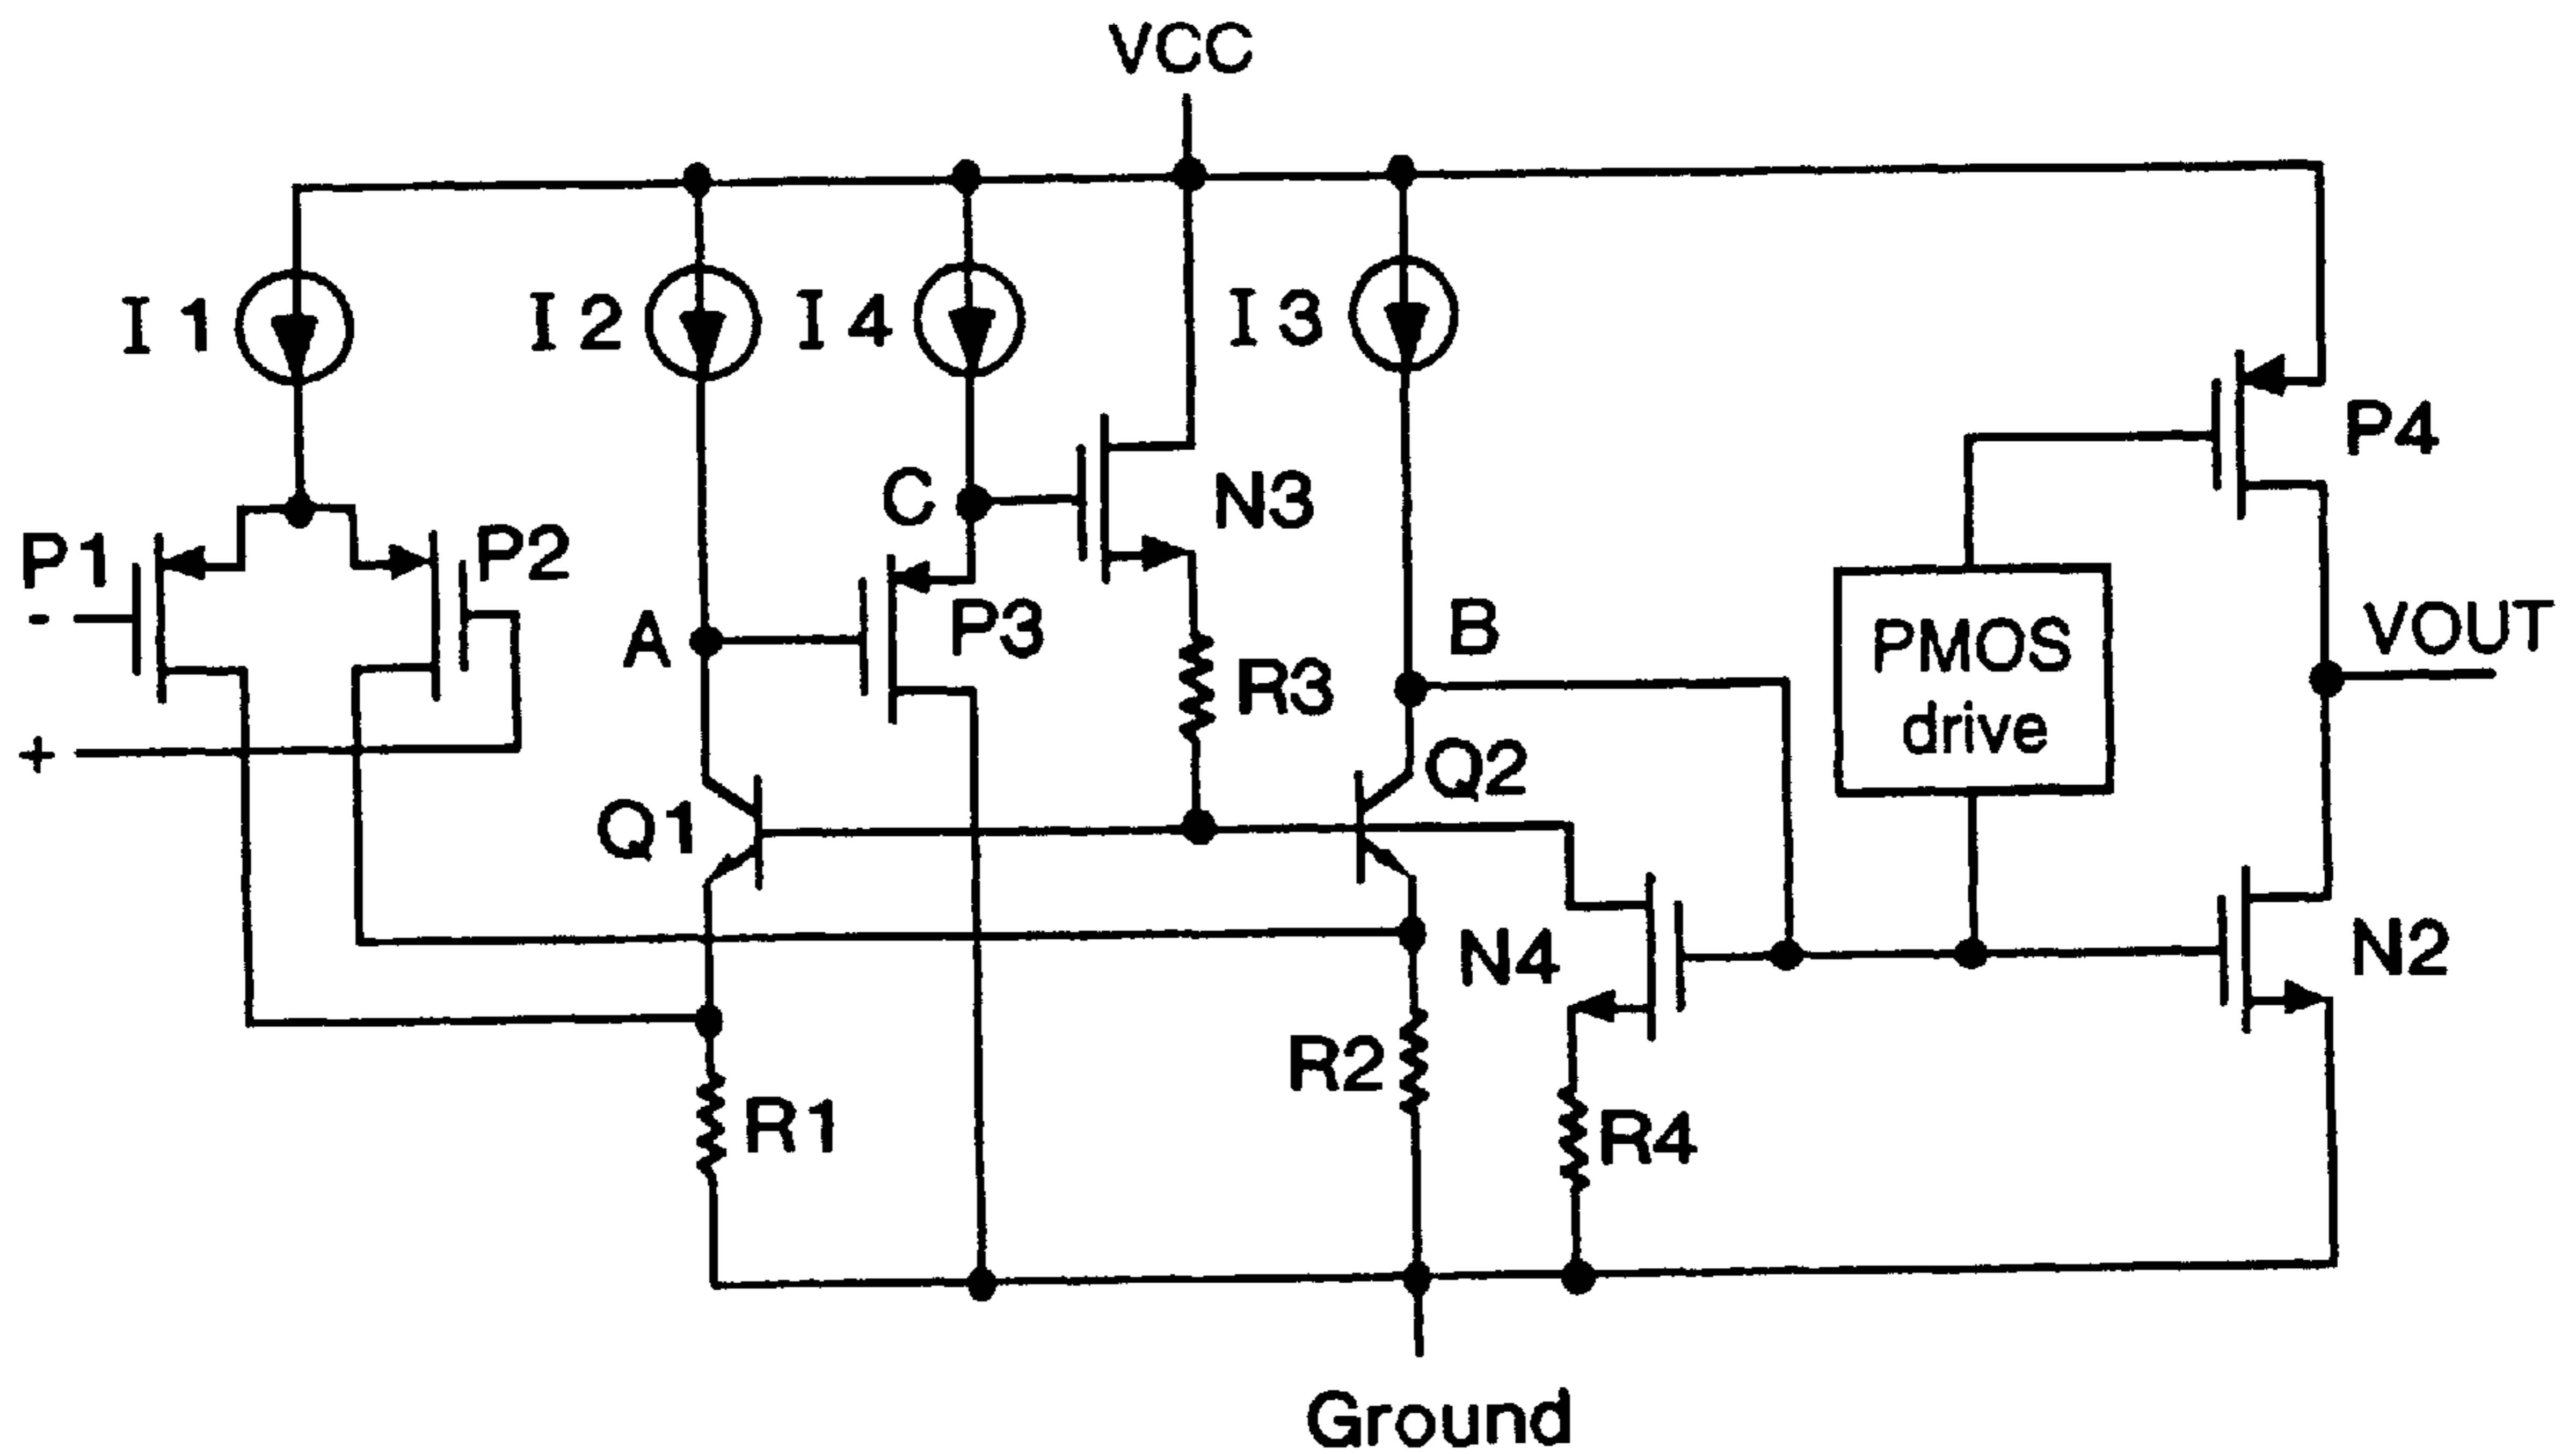 VCC
I1
I2
I4
I3
P4
C
N3
P1
P2
-
A
P3
B
R3
PMOS
drive
VOUT
+
Q1
Q2
N4
N2
R1
R2
R4
Ground